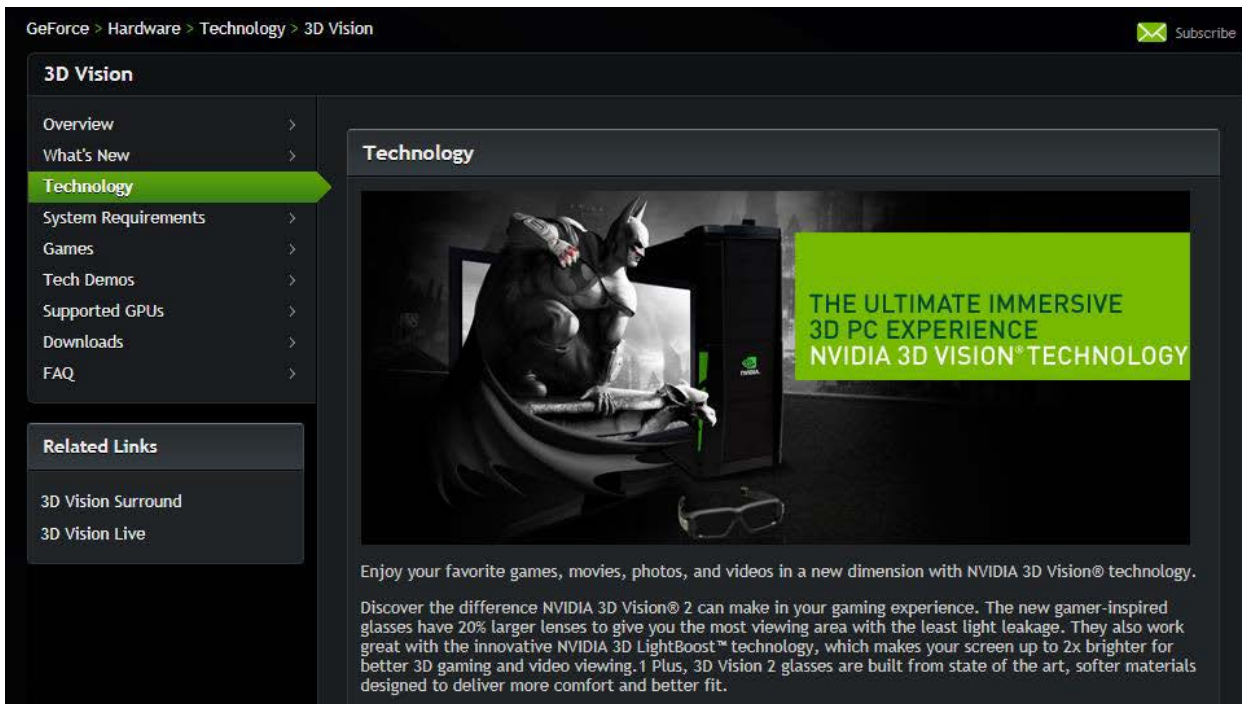 GeForce > Hardware > Technology > 3D Vision
Subscribe
3D Vision
Overview
What's New
Technology
System Requirements
Games
Tech Demos
Supported GPUs
Downloads
FAQ
Related Links
3D Vision Surround
3D Vision Live
Technology
NVIDIA.
THE ULTIMATE IMMERSIVE
3D PC EXPERIENCE
NVIDIA 3D VISION® TECHNOLOGY
Enjoy your favorite games, movies, photos, and videos in a new dimension with NVIDIA 3D Vision® technology.
Discover the difference NVIDIA 3D Vision® 2 can make in your gaming experience. The new gamer-inspired
glasses have 20% larger lenses to give you the most viewing area with the least light leakage. They also work
great with the innovative NVIDIA 3D LightBoost™ technology, which makes your screen up to 2x brighter for
better 3D gaming and video viewing.1 Plus, 3D Vision 2 glasses are built from state of the art, softer materials
designed to deliver more comfort and better fit.